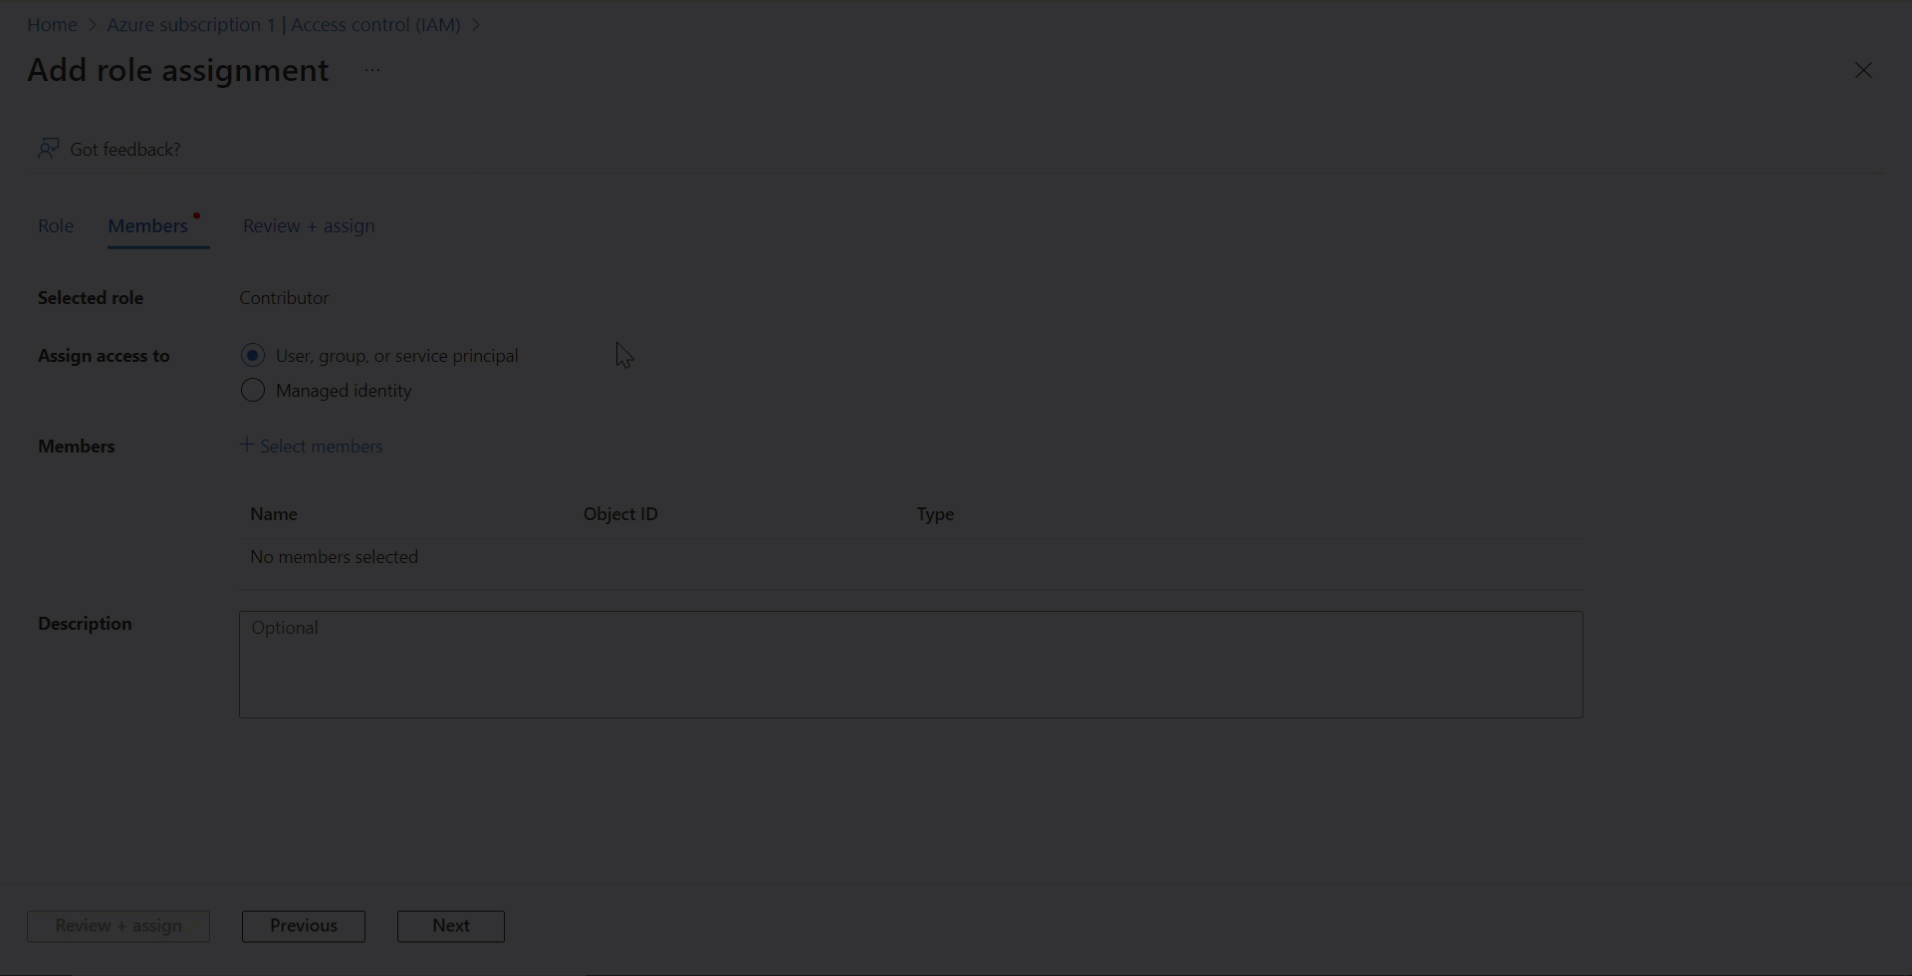 Home > Azure subscription 1 | Access control (IAM) >
Add role assignment ...
Got feedback?
Role Members Review + assign
Selected role Contributor
Assign access to User, group, or service principal
Managed identity
Members + Select members
Name Object ID Type
No members selected
Description Optional
Review + assign Previous Next